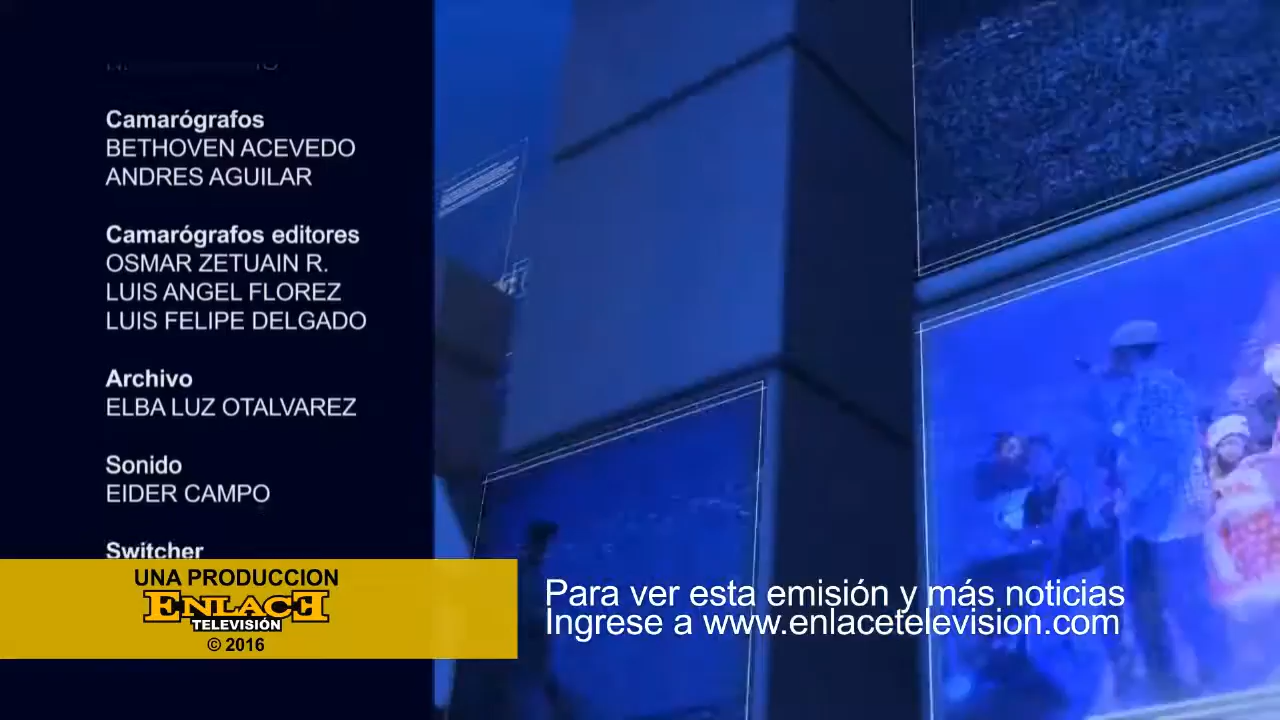 Camarógrafos
BETHOVEN ACEVEDO
ANDRES AGUILAR
Camarógrafos editores
OSMAR ZETUAIN R.
LUIS ANGEL FLOREZ
LUIS FELIPE DELGADO
Archivo
ELBA LUZ OTALVAREZ
Sonido
EIDER CAMPO
Switcher
UNA PRODUCCION
ENLACE
TELEVISIÓN
© 2016
Para ver esta emisión y más noticias
Ingrese a www.enlacetelevision.com